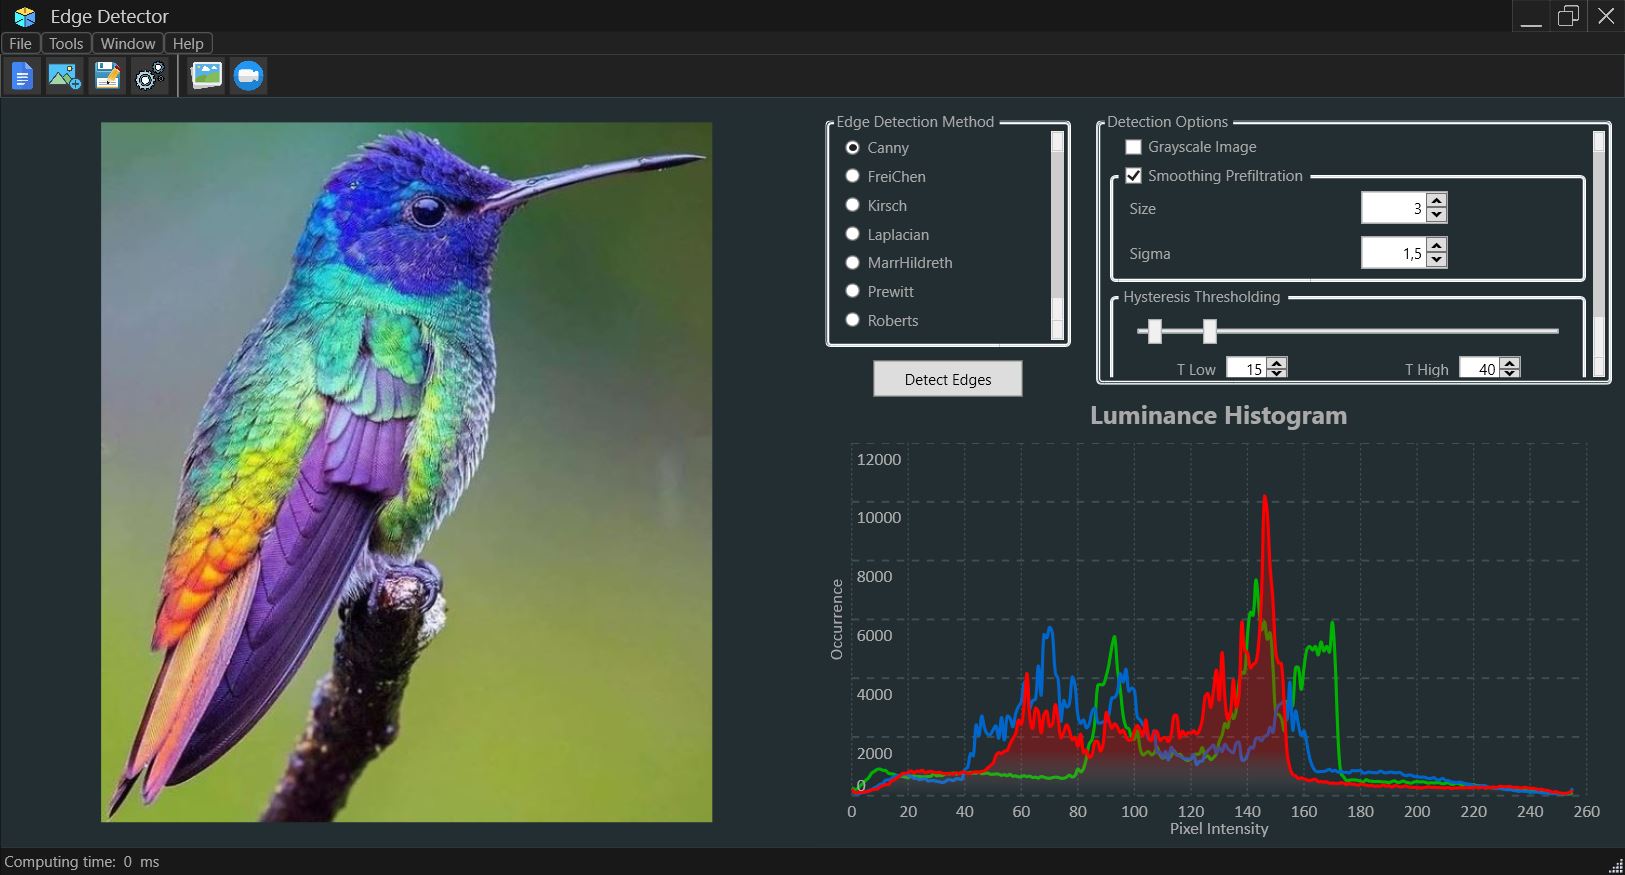 Edge Detector
File Tools Window Help
Edge Detection Method
Canny
FreiChen
Kirsch
Laplacian
MarrHildreth
Prewitt
Roberts
Detect Edges
Detection Options
Grayscale Image
Smoothing Prefiltration
Size 3
Sigma 1,5
Hysteresis Thresholding
T Low 15 T High 40
Luminance Histogram
12000
10000
8000
6000
4000
2000
0
Occurrence
0 20 40 60 80 100 120 140 160 180 200 220 240 260
Pixel Intensity
Computing time: 0 ms